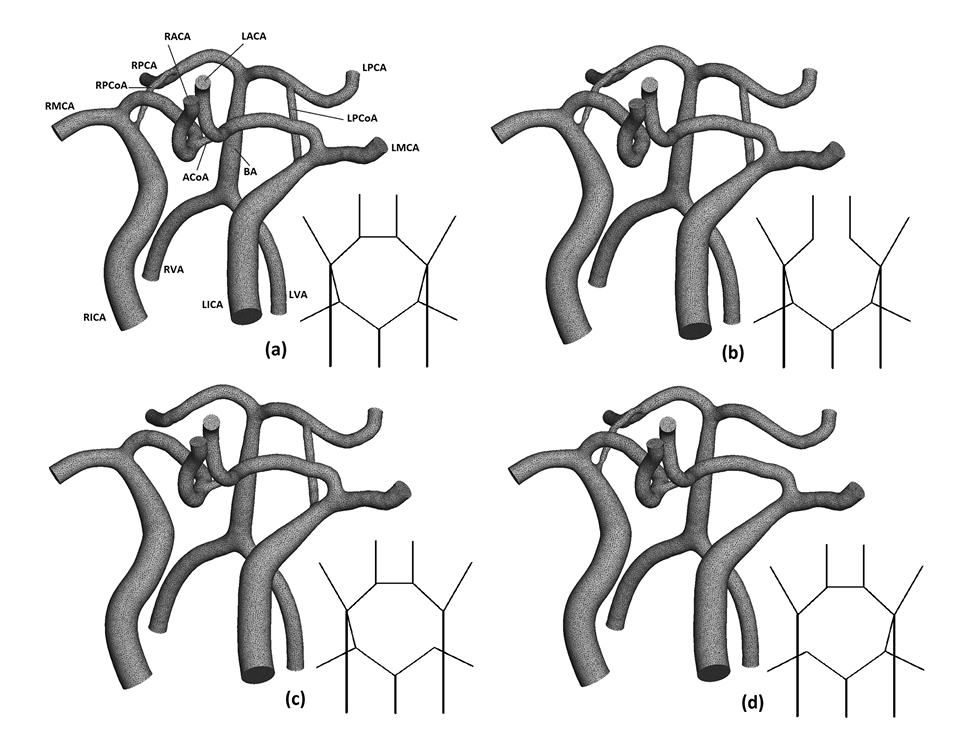 RACA
LACA
RPCA
LPCA
RPCoA
RMCA
LPCoA
LMCA
ACoA
BA
RVA
LICA
LVA
RICA
(a)
(b)
(c)
(d)